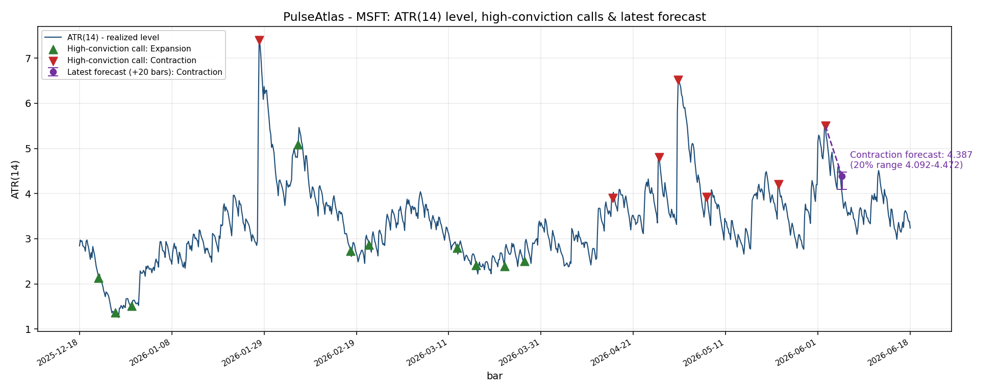 PulseAtlas - MSFT: ATR(14) level, high-conviction calls & latest forecast
ATR(14) - realized level
High-conviction call: Expansion
High-conviction call: Contraction
Latest forecast (+20 bars): Contraction
7
6
5
4
3
2
1
ATR(14)
Contraction forecast: 4.387
(20% range 4.092-4.472)
2025-12-18
2026-01-08
2026-01-29
2026-02-19
2026-03-11
2026-03-31
2026-04-21
2026-05-11
2026-06-01
2026-06-18
bar